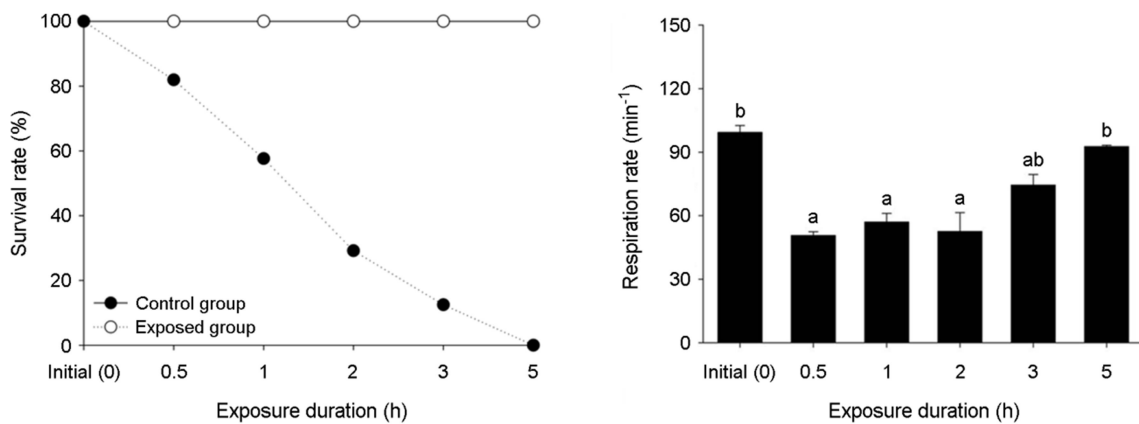 100
80
60
40
20
0
Survival rate (%)
Control group
Exposed group
Initial (0) 0.5 1 2 3 5
Exposure duration (h)
150
120
90
60
30
0
Respiration rate (min⁻¹)
b a a a ab b
Initial (0) 0.5 1 2 3 5
Exposure duration (h)